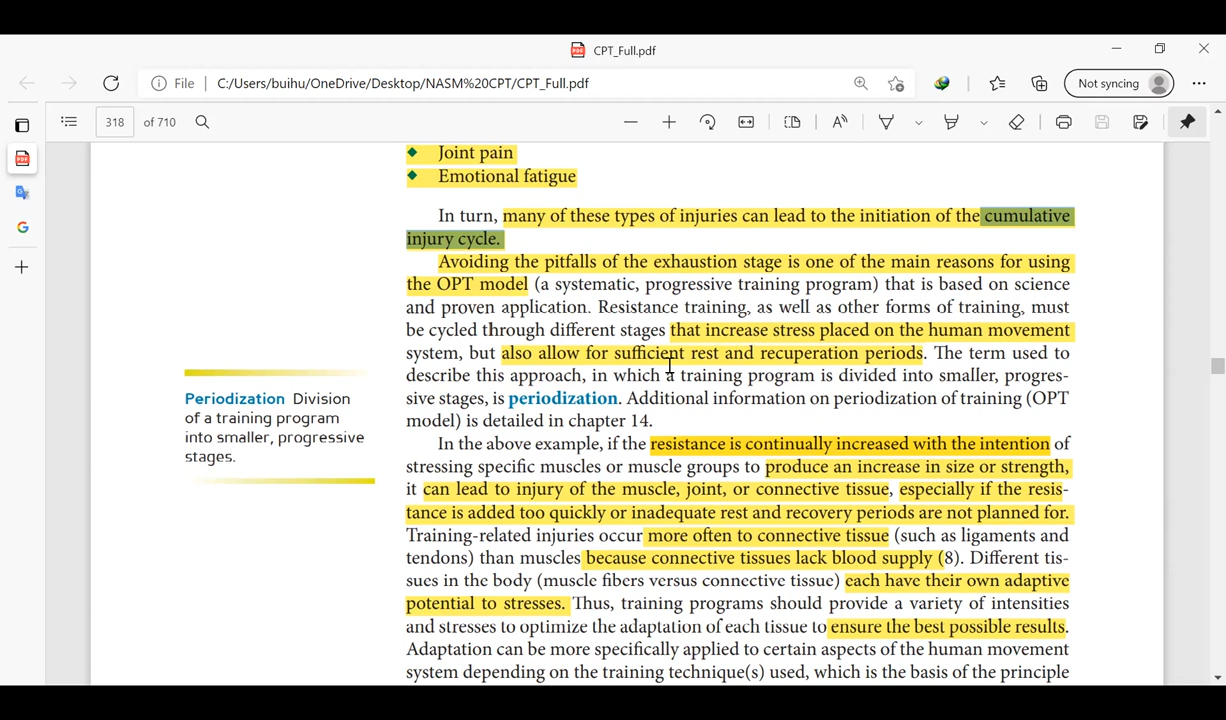 CPT_Full.pdf
File
C:/Users/buihu/OneDrive/Desktop/NASM%20CPT/CPT_Full.pdf
Not syncing
318 of 710
Joint pain
Emotional fatigue
In turn, many of these types of injuries can lead to the initiation of the cumulative
injury cycle.
Avoiding the pitfalls of the exhaustion stage is one of the main reasons for using
the OPT model (a systematic, progressive training program) that is based on science
and proven application. Resistance training, as well as other forms of training, must
be cycled through different stages that increase stress placed on the human movement
system, but also allow for sufficient rest and recuperation periods. The term used to
describe this approach, in which a training program is divided into smaller, progres-
sive stages, is periodization. Additional information on periodization of training (OPT
model) is detailed in chapter 14.
Periodization Division
of a training program
into smaller, progressive
stages.
In the above example, if the resistance is continually increased with the intention of
stressing specific muscles or muscle groups to produce an increase in size or strength,
it can lead to injury of the muscle, joint, or connective tissue, especially if the resis-
tance is added too quickly or inadequate rest and recovery periods are not planned for.
Training-related injuries occur more often to connective tissue (such as ligaments and
tendons) than muscles because connective tissues lack blood supply (8). Different tis-
sues in the body (muscle fibers versus connective tissue) each have their own adaptive
potential to stresses. Thus, training programs should provide a variety of intensities
and stresses to optimize the adaptation of each tissue to ensure the best possible results.
Adaptation can be more specifically applied to certain aspects of the human movement
system depending on the training technique(s) used, which is the basis of the principle